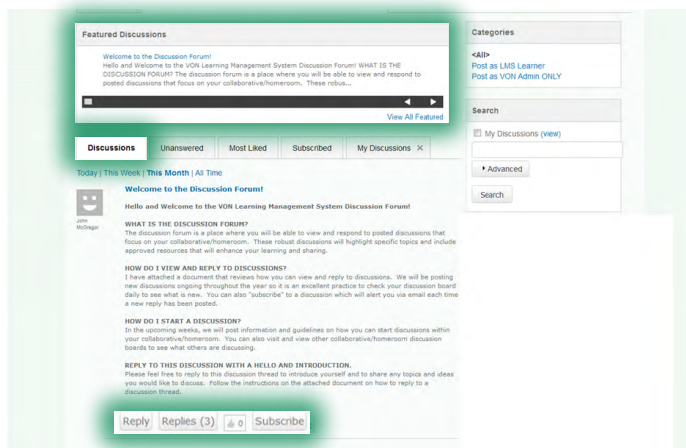 Featured Discussions
Welcome to the Discussion Forum!
Hello and Welcome to the VON Learning Management System Discussion Forum! WHAT IS THE
DISCUSSION FORUM? The discussion forum is a place where you will be able to view and respond to
posted discussions that focus on your collaborative/homeroom. These robus...
View All Featured
Discussions Unanswered Most Liked Subscribed My Discussions ×
Today | This Week | This Month | All Time
John
McGregor
Welcome to the Discussion Forum!
Hello and Welcome to the VON Learning Management System Discussion Forum!
WHAT IS THE DISCUSSION FORUM?
The discussion forum is a place where you will be able to view and respond to posted discussions that
focus on your collaborative/homeroom. These robust discussions will highlight specific topics and include
approved resources that will enhance your learning and sharing.
HOW DO I VIEW AND REPLY TO DISCUSSIONS?
I have attached a document that reviews how you can view and reply to discussions. We will be posting
new discussions ongoing throughout the year so it is an excellent practice to check your discussion board
daily to see what is new. You can also "subscribe" to a discussion which will alert you via email each time
a new reply has been posted.
HOW DO I START A DISCUSSION?
In the upcoming weeks, we will post information and guidelines on how you can start discussions within
your collaborative/homeroom. You can also visit and view other collaborative/homeroom discussion
boards to see what others are discussing.
REPLY TO THIS DISCUSSION WITH A HELLO AND INTRODUCTION.
Please feel free to reply to this discussion thread to introduce yourself and to share any topics and ideas
you would like to discuss. Follow the instructions on the attached document on how to reply to a
discussion thread.
Reply Replies (3) 0 Subscribe
Categories
<All>
Post as LMS Learner
Post as VON Admin ONLY
Search
My Discussions (view)
Advanced
Search